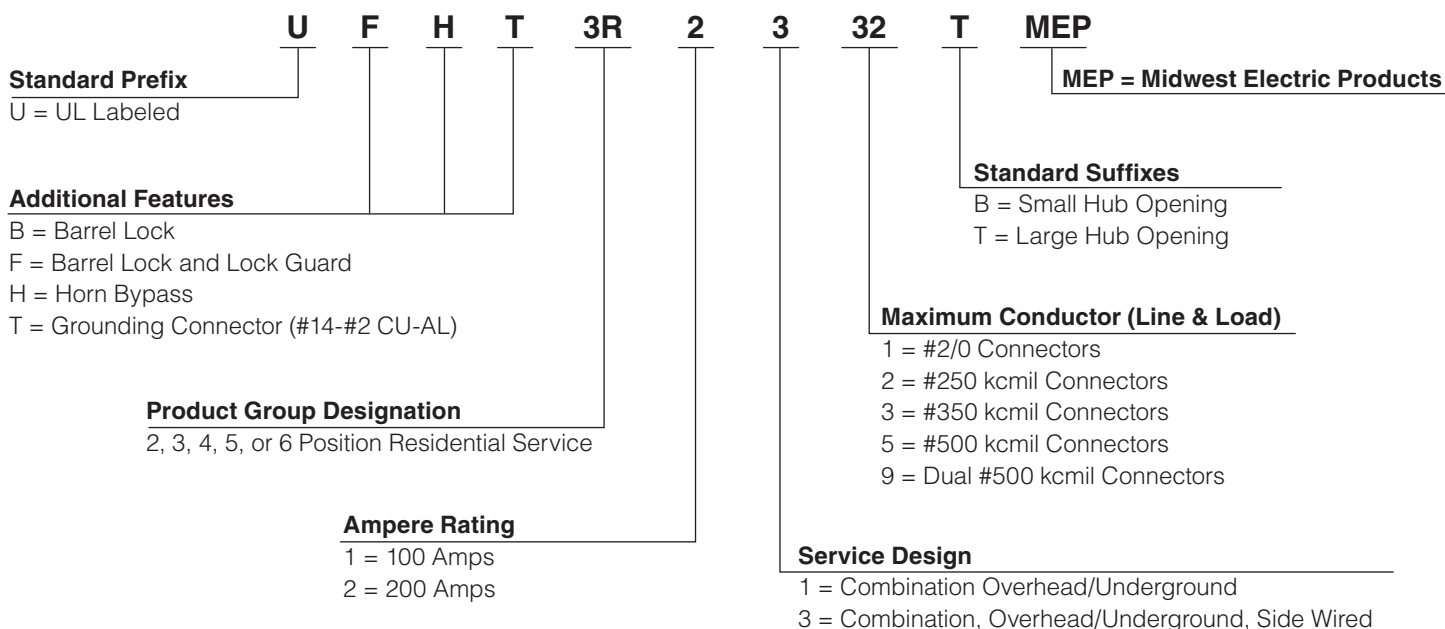 U F H T 3R 2 3 32 T MEP
Standard Prefix
U = UL Labeled
MEP = Midwest Electric Products
Additional Features
B = Barrel Lock
F = Barrel Lock and Lock Guard
H = Horn Bypass
T = Grounding Connector (#14-#2 CU-AL)
Standard Suffixes
B = Small Hub Opening
T = Large Hub Opening
Product Group Designation
2, 3, 4, 5, or 6 Position Residential Service
Maximum Conductor (Line & Load)
1 = #2/0 Connectors
2 = #250 kcmil Connectors
3 = #350 kcmil Connectors
5 = #500 kcmil Connectors
9 = Dual #500 kcmil Connectors
Ampere Rating
1 = 100 Amps
2 = 200 Amps
Service Design
1 = Combination Overhead/Underground
3 = Combination, Overhead/Underground, Side Wired